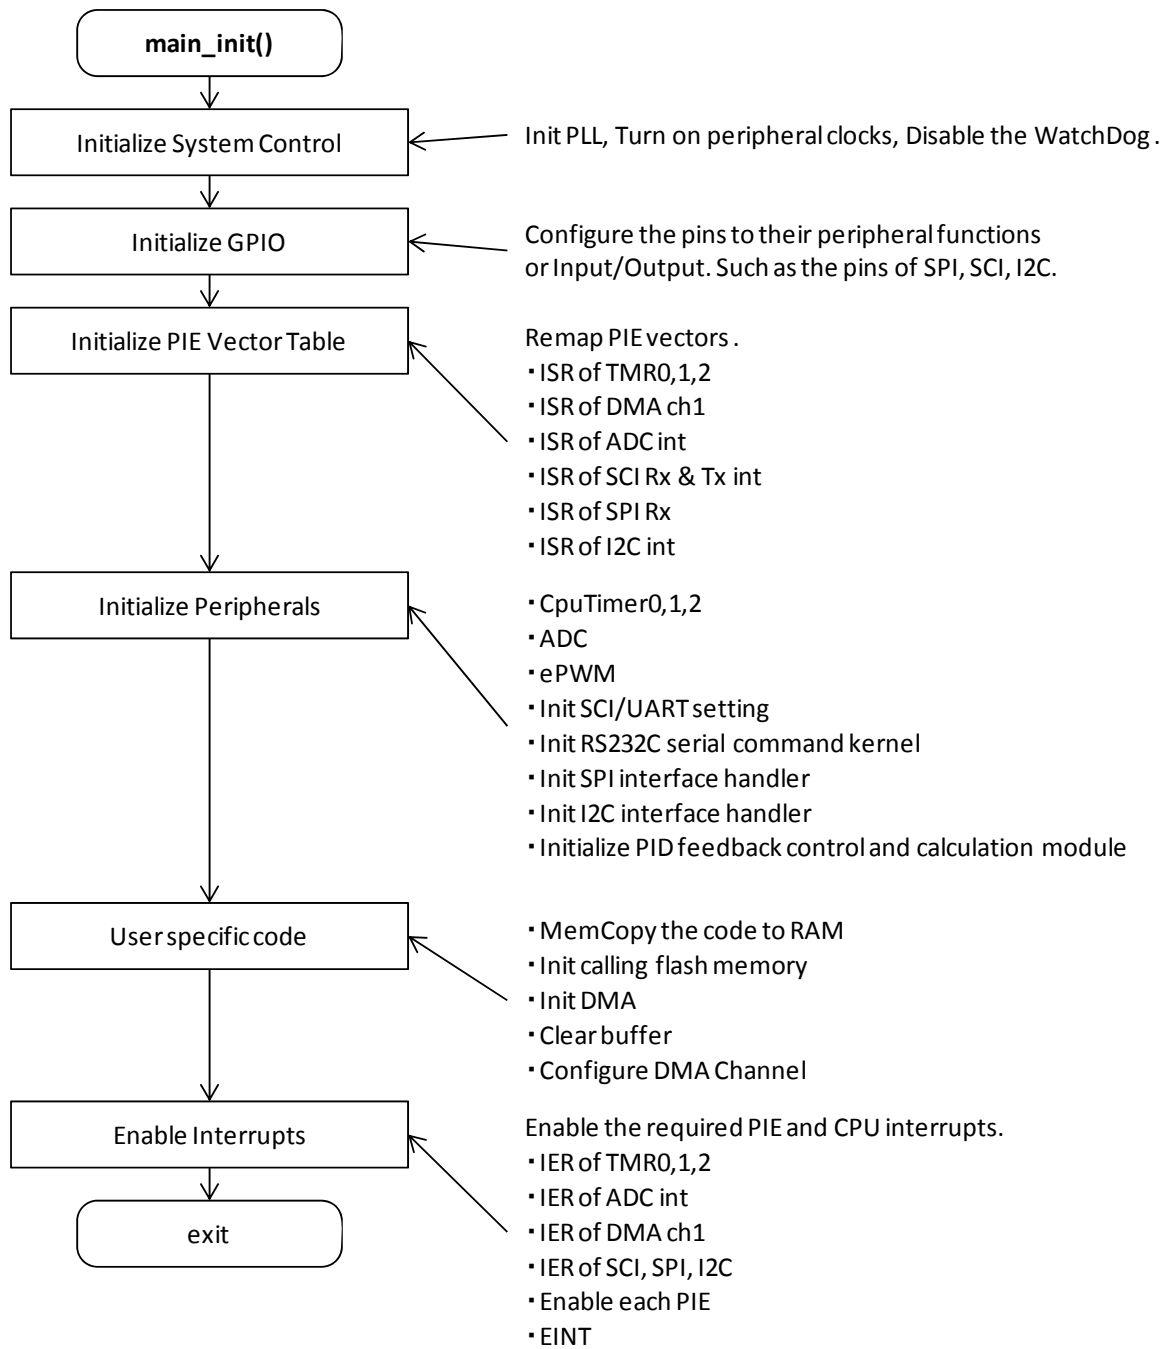 main_init()
Initialize System Control
Init PLL, Turn on peripheral clocks, Disable the WatchDog.
Initialize GPIO
Configure the pins to their peripheral functions
or Input/Output. Such as the pins of SPI, SCI, I2C.
Initialize PIE Vector Table
Remap PIE vectors.
・ISR of TMR0,1,2
・ISR of DMA ch1
・ISR of ADC int
・ISR of SCI Rx & Tx int
・ISR of SPI Rx
・ISR of I2C int
Initialize Peripherals
・CpuTimer0,1,2
・ADC
・ePWM
・Init SCI/UART setting
・Init RS232C serial command kernel
・Init SPI interface handler
・Init I2C interface handler
・Initialize PID feedback control and calculation module
User specific code
・MemCopy the code to RAM
・Init calling flash memory
・Init DMA
・Clear buffer
・Configure DMA Channel
Enable Interrupts
Enable the required PIE and CPU interrupts.
・IER of TMR0,1,2
・IER of ADC int
・IER of DMA ch1
・IER of SCI, SPI, I2C
・Enable each PIE
・EINT
exit